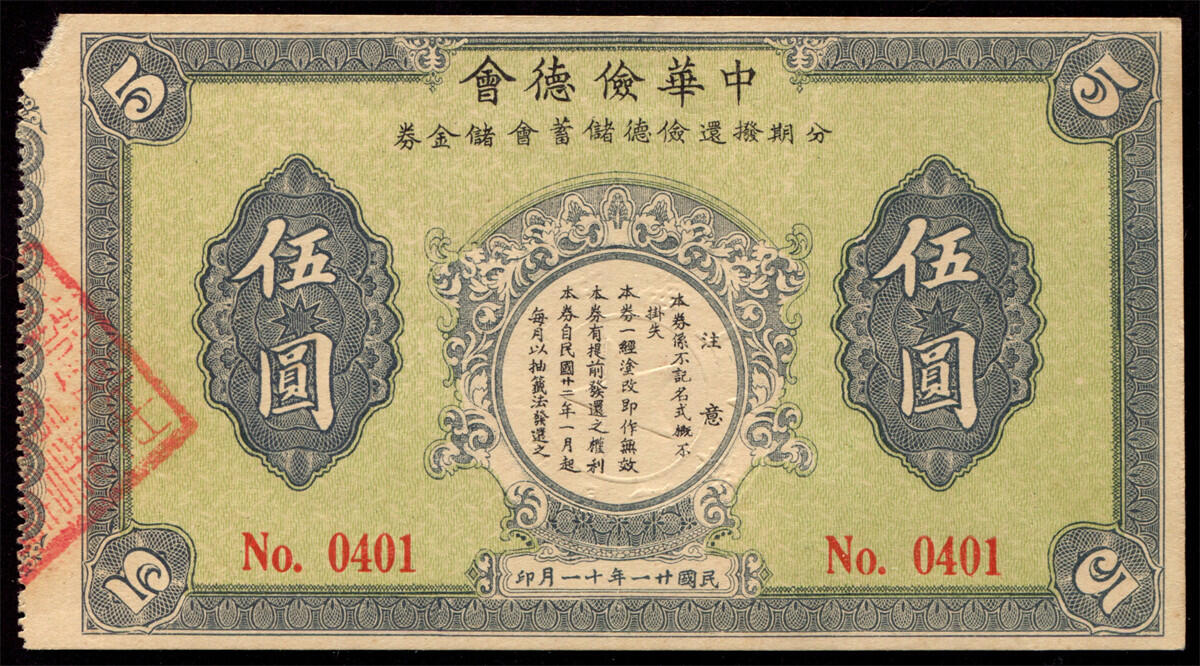 中華儉德會
分期撥還儉德儲蓄會儲金券
5
5
伍圓
伍圓
注意
本券係不記名式概不
掛失
本券一經塗改即作無效
本券有提前發還之權利
本券自民國廿二年一月起
每月以抽籤法發還之
No. 0401
No. 0401
民國廿一年十一月印
5
5